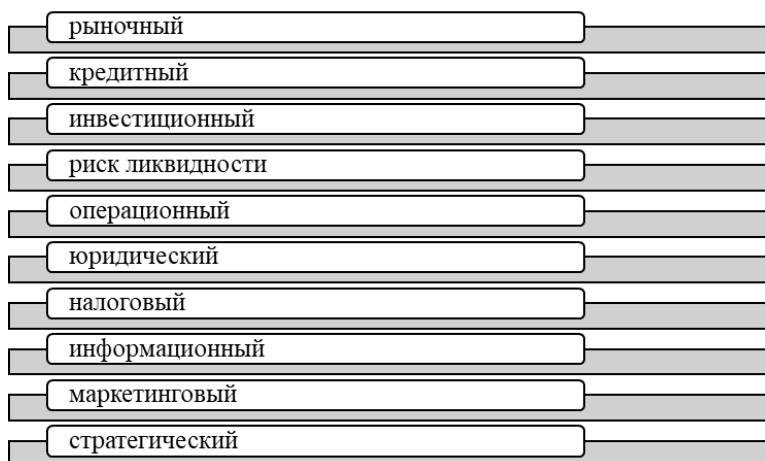 рыночный
кредитный
инвестиционный
риск ликвидности
операционный
юридический
налоговый
информационный
маркетинговый
стратегический